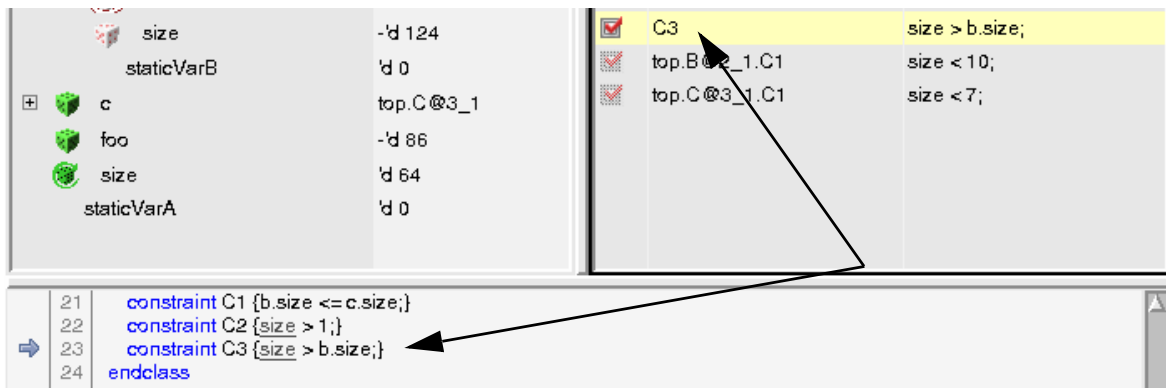 size -'d 124
staticVarB 'd 0
c top.C@3_1
foo -'d 86
size 'd 64
staticVarA 'd 0
C3 size > b.size;
top.B@2_1.C1 size < 10;
top.C@3_1.C1 size < 7;
21 constraint C1 {b.size <= c.size;}
22 constraint C2 {size > 1;}
23 constraint C3 {size > b.size;}
24 endclass